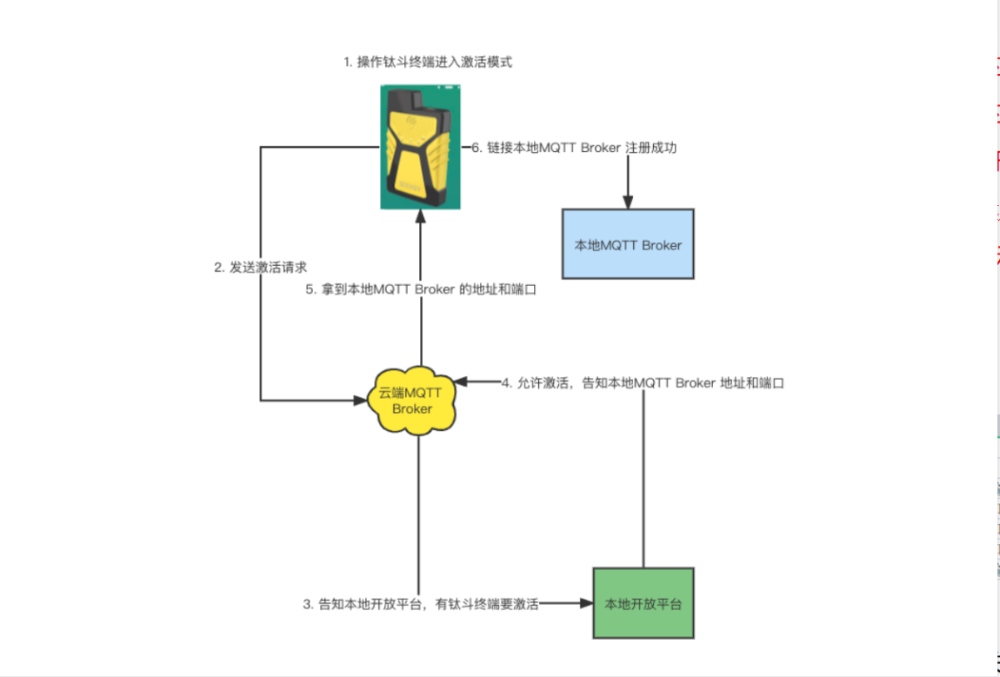 1. 操作钛斗终端进入激活模式
6. 链接本地MQTT Broker 注册成功
本地MQTT Broker
2. 发送激活请求
5. 拿到本地MQTT Broker 的地址和端口
云端MQTT
Broker
4. 允许激活，告知本地MQTT Broker 地址和端口
3. 告知本地开放平台，有钛斗终端要激活
本地开放平台